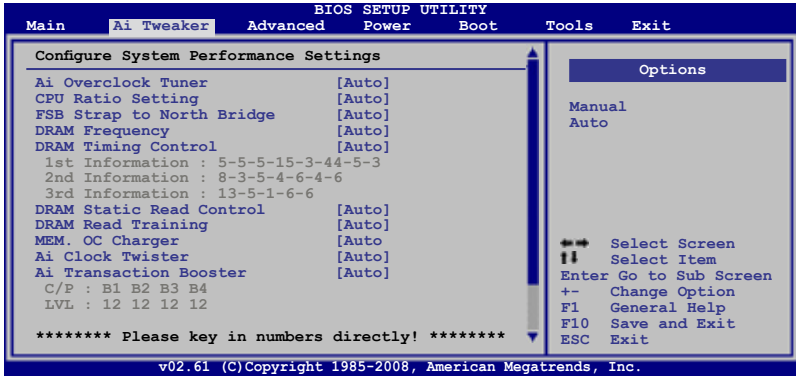 BIOS SETUP UTILITY
Main Ai Tweaker Advanced Power Boot Tools Exit
Configure System Performance Settings
Ai Overclock Tuner [Auto]
CPU Ratio Setting [Auto]
FSB Strap to North Bridge [Auto]
DRAM Frequency [Auto]
DRAM Timing Control [Auto]
1st Information : 5-5-5-15-3-44-5-3
2nd Information : 8-3-5-4-6-4-6
3rd Information : 13-5-1-6-6
DRAM Static Read Control [Auto]
DRAM Read Training [Auto]
MEM. OC Charger [Auto
Ai Clock Twister [Auto]
Ai Transaction Booster [Auto]
C/P : B1 B2 B3 B4
LVL : 12 12 12 12
******** Please key in numbers directly! ********
Options
Manual
Auto
Select Screen
Select Item
Enter Go to Sub Screen
+- Change Option
F1 General Help
F10 Save and Exit
ESC Exit
v02.61 (C)Copyright 1985-2008, American Megatrends, Inc.